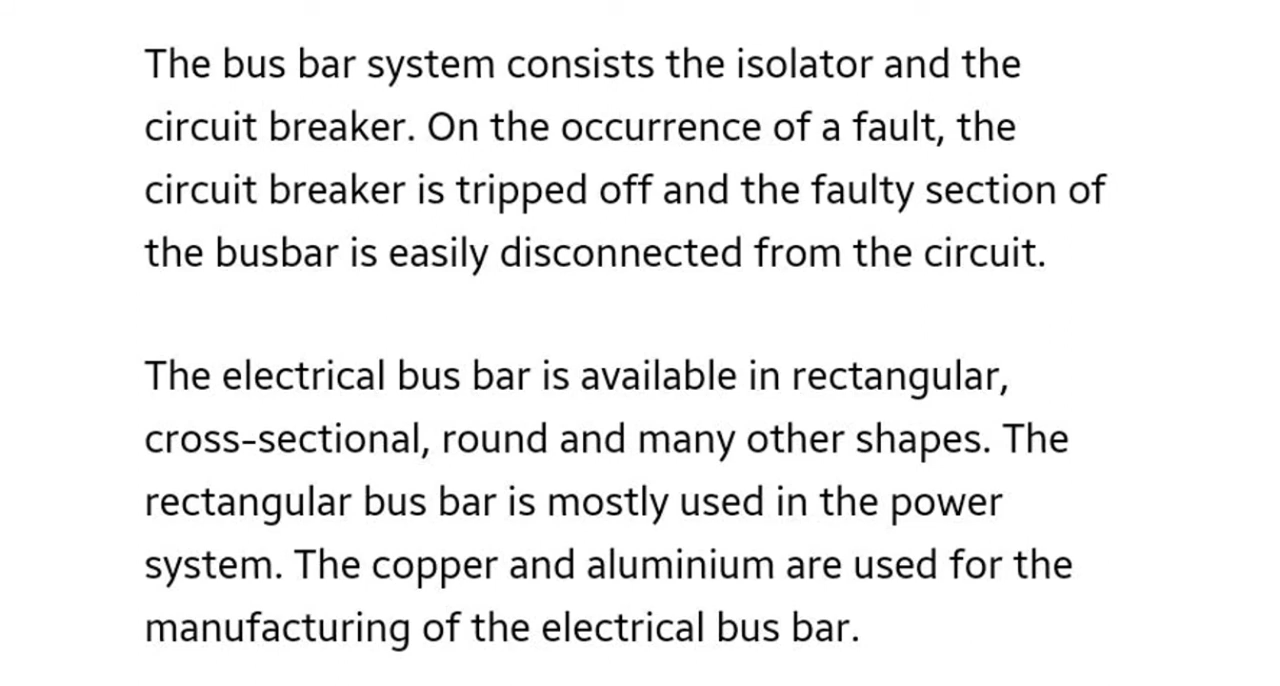 The bus bar system consists the isolator and the
circuit breaker. On the occurrence of a fault, the
circuit breaker is tripped off and the faulty section of
the busbar is easily disconnected from the circuit.
The electrical bus bar is available in rectangular,
cross-sectional, round and many other shapes. The
rectangular bus bar is mostly used in the power
system. The copper and aluminium are used for the
manufacturing of the electrical bus bar.